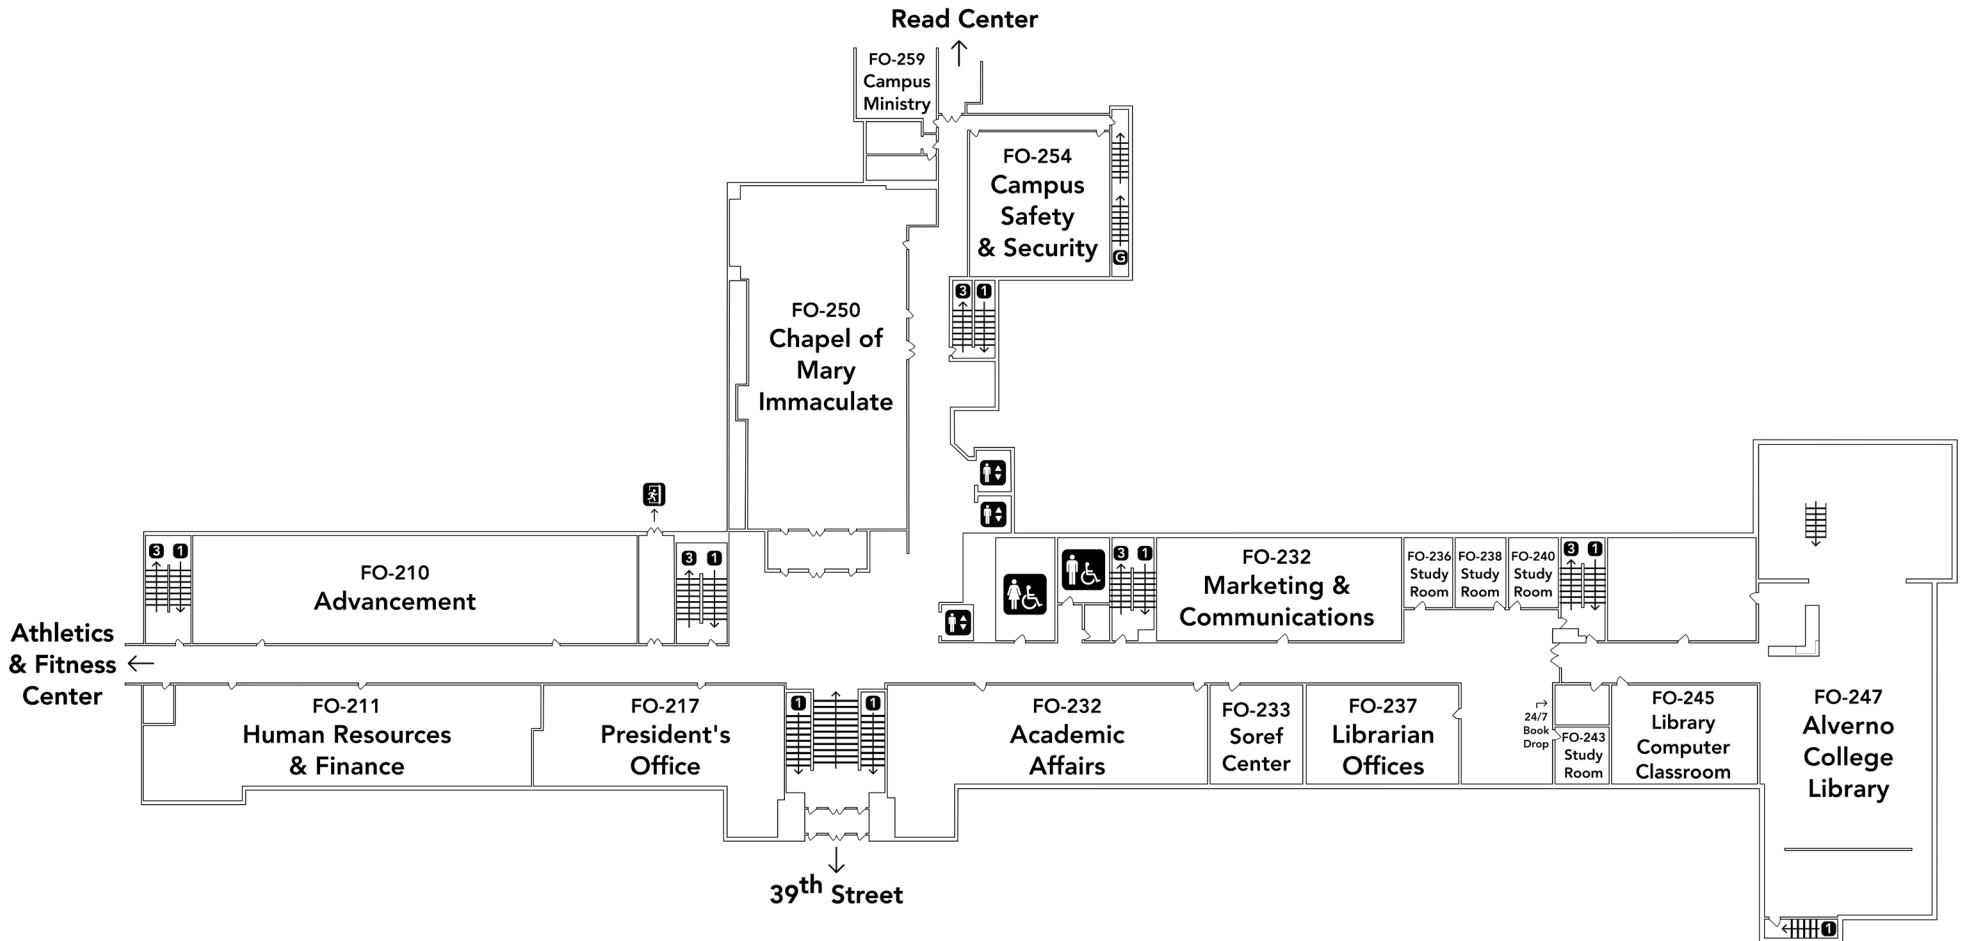 Read Center
FO-259
Campus
Ministry
FO-254
Campus
Safety
& Security
G
3 1
FO-250
Chapel of
Mary
Immaculate
3 1
FO-210
Advancement
3 1
3 1
FO-232
Marketing &
Communications
FO-236
Study
Room
FO-238
Study
Room
FO-240
Study
Room
3 1
Athletics
& Fitness
Center
FO-211
Human Resources
& Finance
FO-217
President's
Office
1
1
FO-232
Academic
Affairs
FO-233
Soref
Center
FO-237
Librarian
Offices
24/7
Book
Drop
FO-243
Study
Room
FO-245
Library
Computer
Classroom
FO-247
Alverno
College
Library
39th Street
1